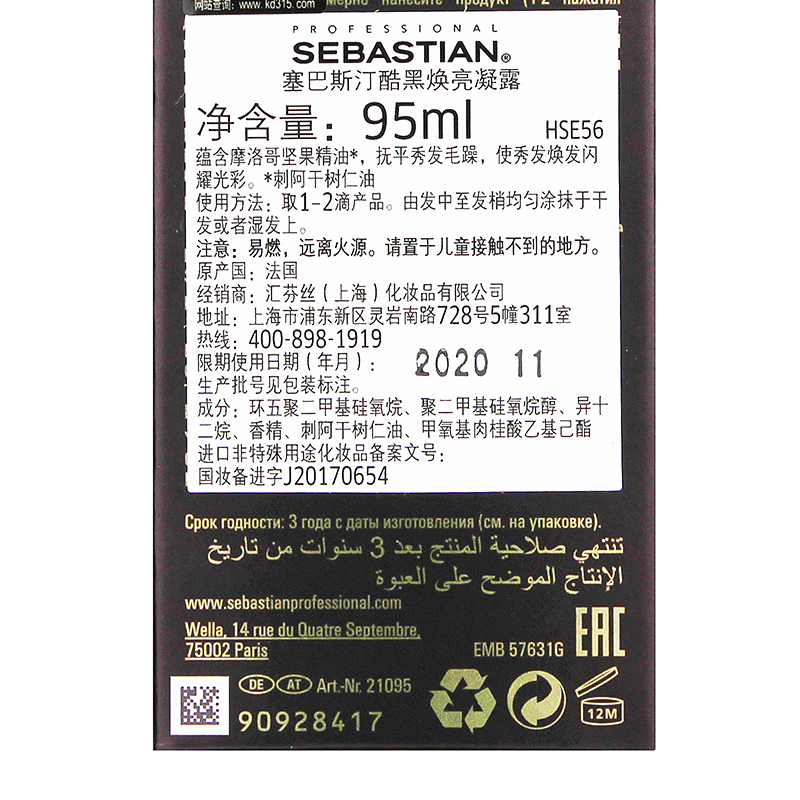 网站查询: www. kd315. com
мерно нанесите продукт (1-2 нажатия
PROFESSIONAL
SEBASTIAN®
塞巴斯汀酷黑焕亮凝露
净含量：95ml HSE56
蕴含摩洛哥坚果精油*，抚平秀发毛躁，使秀发焕发闪
耀光彩。*刺阿干树仁油
使用方法：取1-2滴产品。由发中至发梢均匀涂抹于干
发或者湿发上。
注意：易燃，远离火源。请置于儿童接触不到的地方。
原产国：法国
经销商：汇芬丝（上海）化妆品有限公司
地址：上海市浦东新区灵岩南路728号5幢311室
热线：400-898-1919
限期使用日期（年月）： 2020 11
生产批号见包装标注。
成分：环五聚二甲基硅氧烷、聚二甲基硅氧烷醇、异十
二烷、香精、刺阿干树仁油、甲氧基肉桂酸乙基己酯
进口非特殊用途化妆品备案文号：
国妆备进字J20170654
Срок годности: 3 года с даты изготовления (см. на упаковке).
تنتهي صلاحية المنتج بعد 3 سنوات من تاريخ
الإنتاج الموضح على العبوة
www.sebastianprofessional.com
Wella, 14 rue du Quatre Septembre,
75002 Paris
EMB 57631G EAC
DE AT Art.-Nr. 21095
90928417
12M